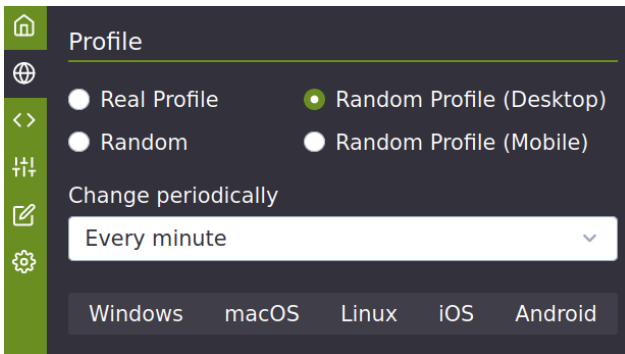 Profile
Real Profile Random Profile (Desktop)
Random Random Profile (Mobile)
Change periodically
Every minute
Windows macOS Linux iOS Android